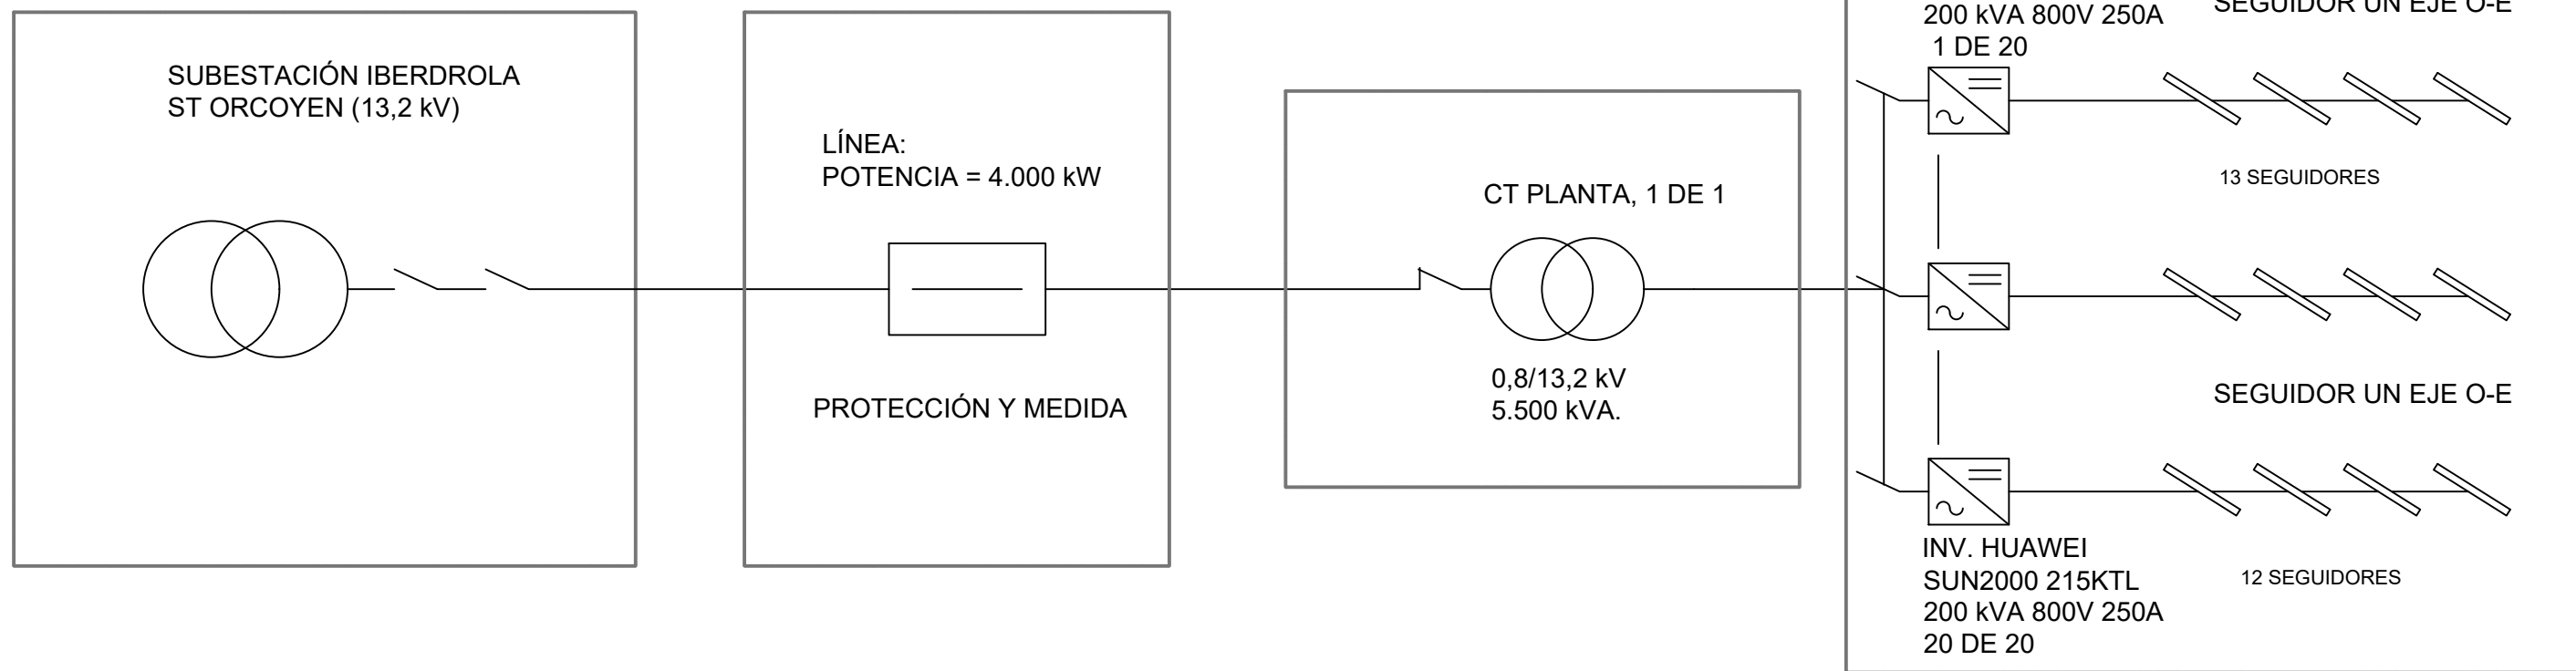 SUBESTACIÓN IBERDROLA
ST ORCOYEN (13,2 kV)
LÍNEA:
POTENCIA = 4.000 kW
PROTECCIÓN Y MEDIDA
CT PLANTA, 1 DE 1
0,8/13,2 kV
5.500 kVA.
200 kVA 800V 250A
1 DE 20
SEGUIDOR UN EJE O-E
13 SEGUIDORES
SEGUIDOR UN EJE O-E
INV. HUAWEI
SUN2000 215KTL
200 kVA 800V 250A
20 DE 20
12 SEGUIDORES